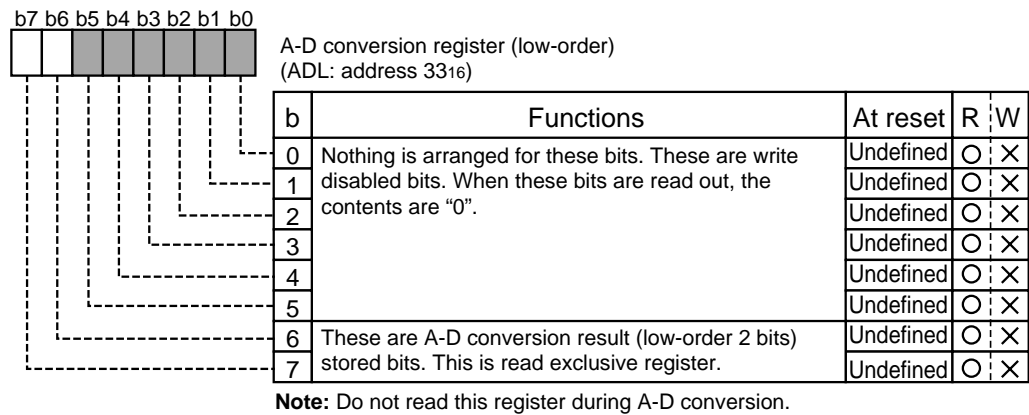 b7 b6 b5 b4 b3 b2 b1 b0
A-D conversion register (low-order)
(ADL: address 3316)
b Functions At reset R W
0 Nothing is arranged for these bits. These are write Undefined O ×
1 disabled bits. When these bits are read out, the Undefined O ×
2 contents are “0”. Undefined O ×
3 Undefined O ×
4 Undefined O ×
5 Undefined O ×
6 These are A-D conversion result (low-order 2 bits) Undefined O ×
7 stored bits. This is read exclusive register. Undefined O ×
Note: Do not read this register during A-D conversion.